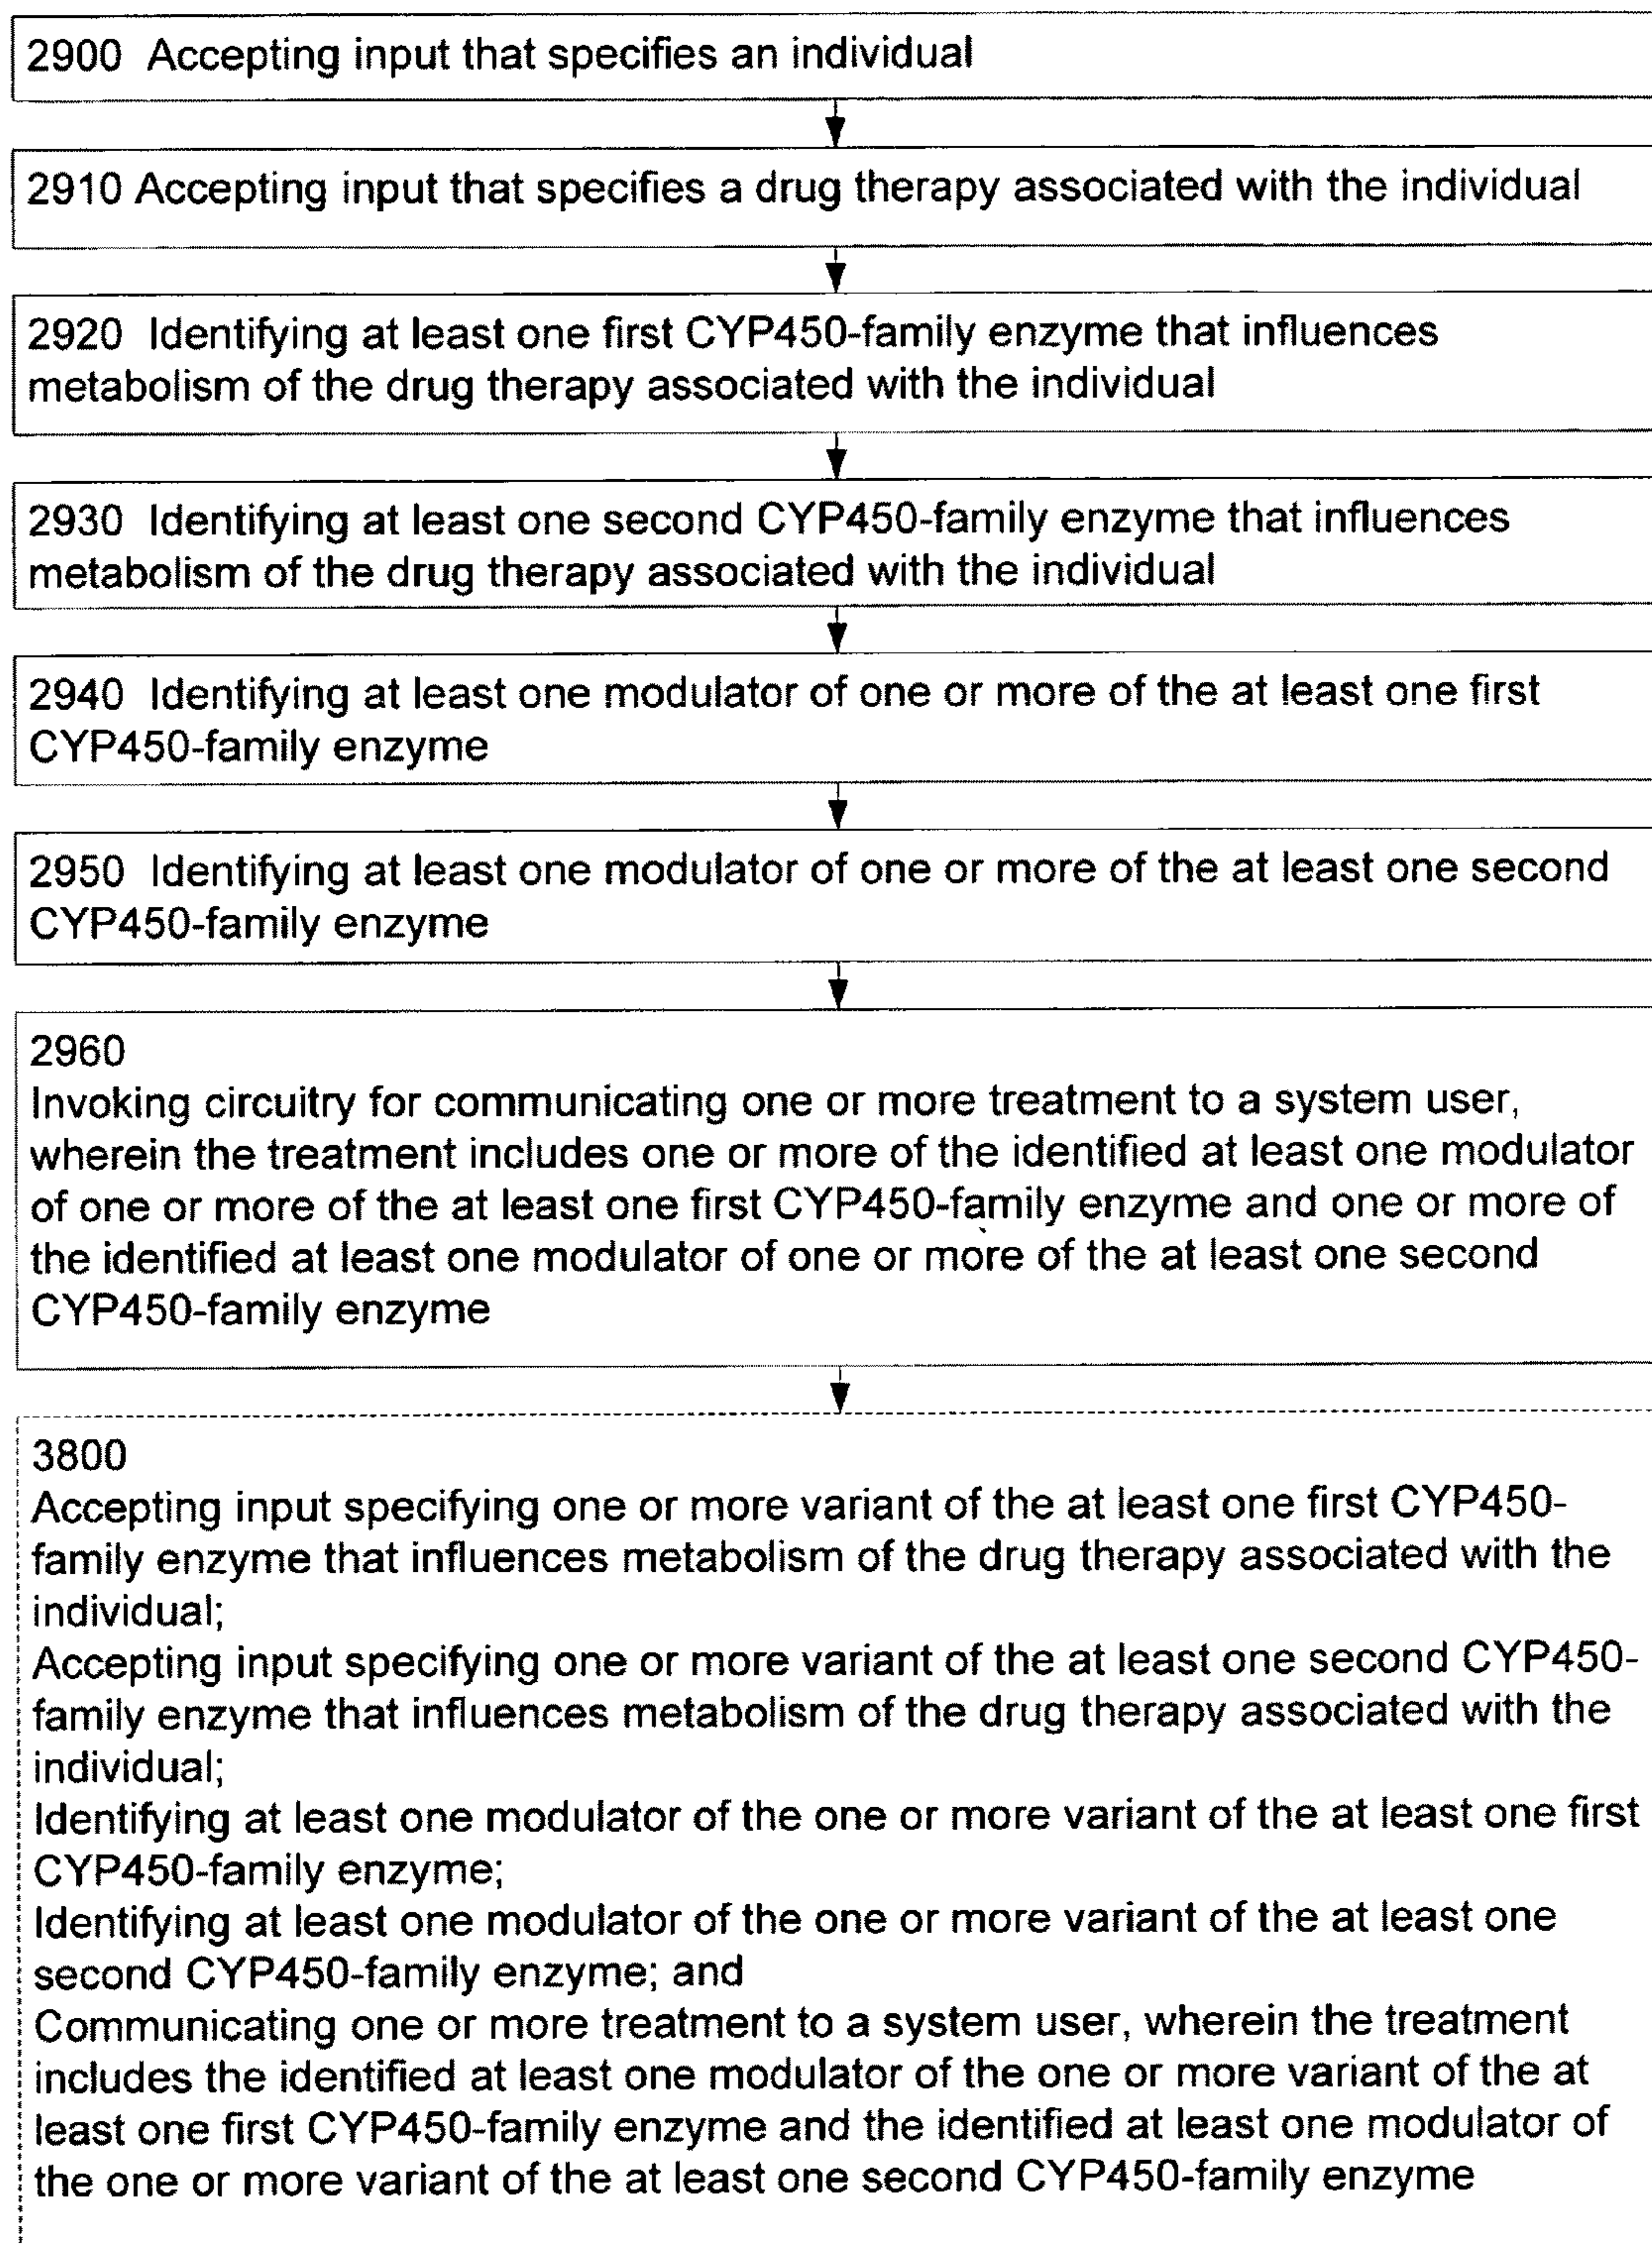 2900 Accepting input that specifies an individual
2910 Accepting input that specifies a drug therapy associated with the individual
2920 Identifying at least one first CYP450-family enzyme that influences
metabolism of the drug therapy associated with the individual
2930 Identifying at least one second CYP450-family enzyme that influences
metabolism of the drug therapy associated with the individual
2940 Identifying at least one modulator of one or more of the at least one first
CYP450-family enzyme
2950 Identifying at least one modulator of one or more of the at least one second
CYP450-family enzyme
2960
Invoking circuitry for communicating one or more treatment to a system user,
wherein the treatment includes one or more of the identified at least one modulator
of one or more of the at least one first CYP450-family enzyme and one or more of
the identified at least one modulator of one or more of the at least one second
CYP450-family enzyme
3800
Accepting input specifying one or more variant of the at least one first CYP450-
family enzyme that influences metabolism of the drug therapy associated with the
individual;
Accepting input specifying one or more variant of the at least one second CYP450-
family enzyme that influences metabolism of the drug therapy associated with the
individual;
Identifying at least one modulator of the one or more variant of the at least one first
CYP450-family enzyme;
Identifying at least one modulator of the one or more variant of the at least one
second CYP450-family enzyme; and
Communicating one or more treatment to a system user, wherein the treatment
includes the identified at least one modulator of the one or more variant of the at
least one first CYP450-family enzyme and the identified at least one modulator of
the one or more variant of the at least one second CYP450-family enzyme